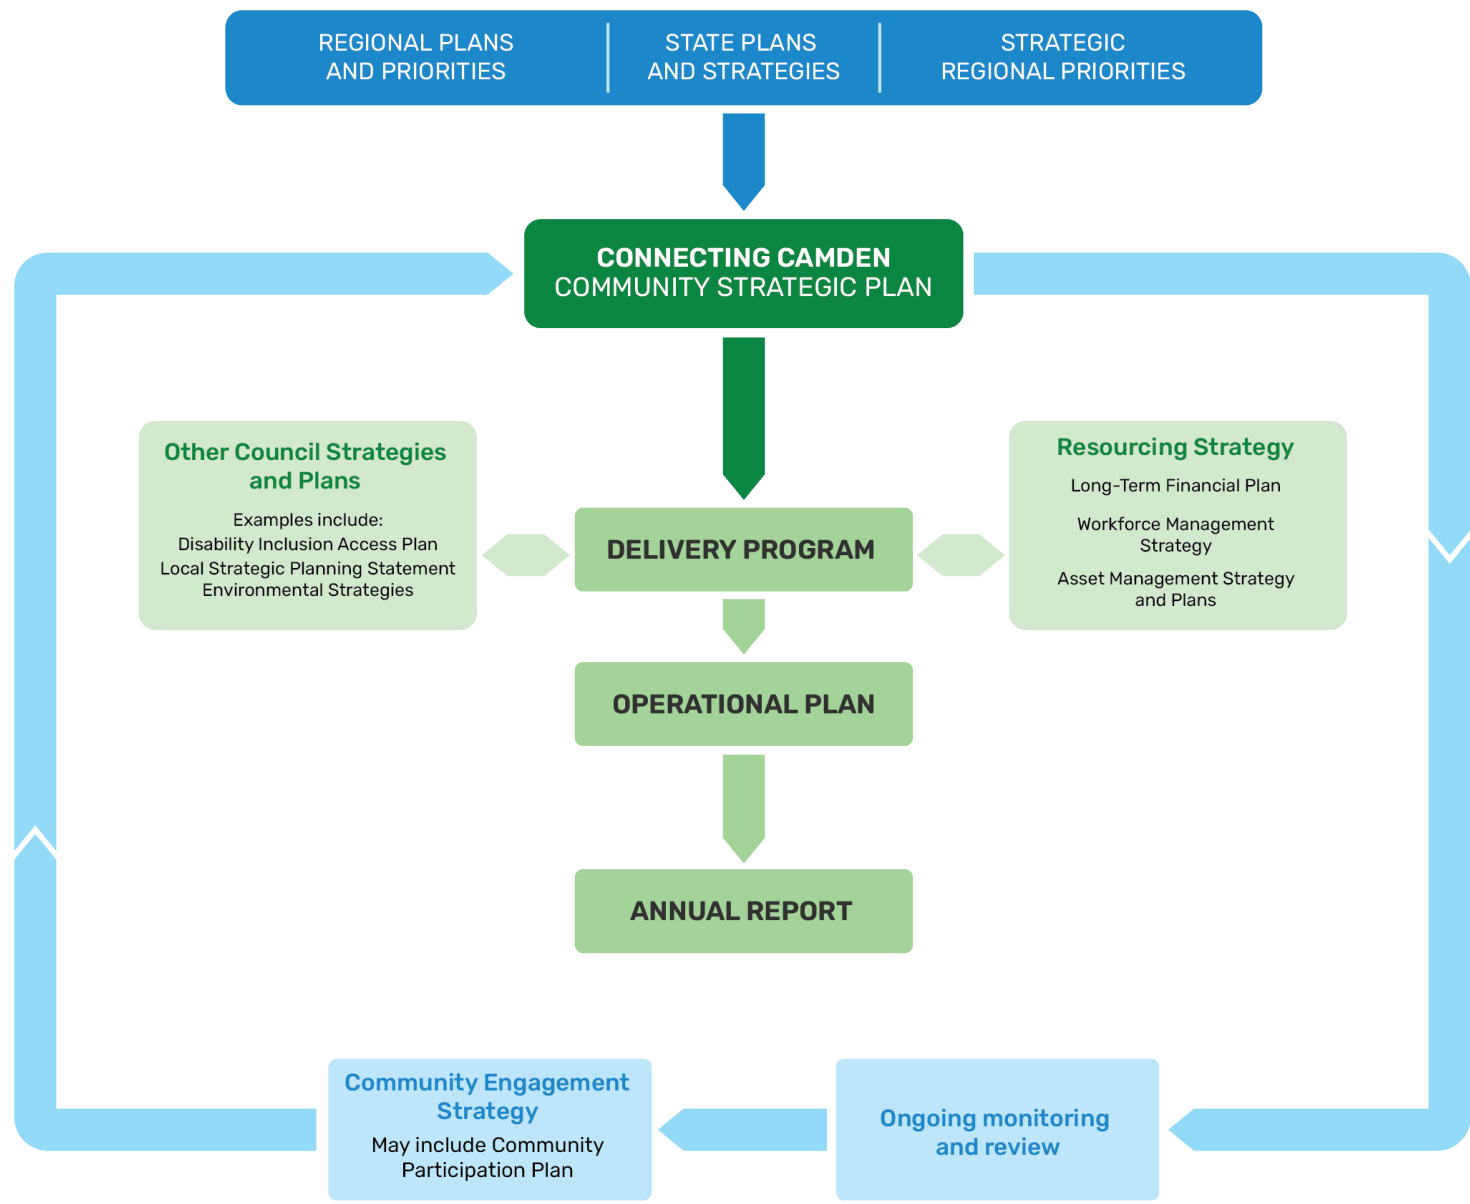 REGIONAL PLANS
AND PRIORITIES
STATE PLANS
AND STRATEGIES
STRATEGIC
REGIONAL PRIORITIES
CONNECTING CAMDEN
COMMUNITY STRATEGIC PLAN
Other Council Strategies
and Plans
Examples include:
Disability Inclusion Access Plan
Local Strategic Planning Statement
Environmental Strategies
DELIVERY PROGRAM
Resourcing Strategy
Long-Term Financial Plan
Workforce Management
Strategy
Asset Management Strategy
and Plans
OPERATIONAL PLAN
ANNUAL REPORT
Community Engagement
Strategy
May include Community
Participation Plan
Ongoing monitoring
and review